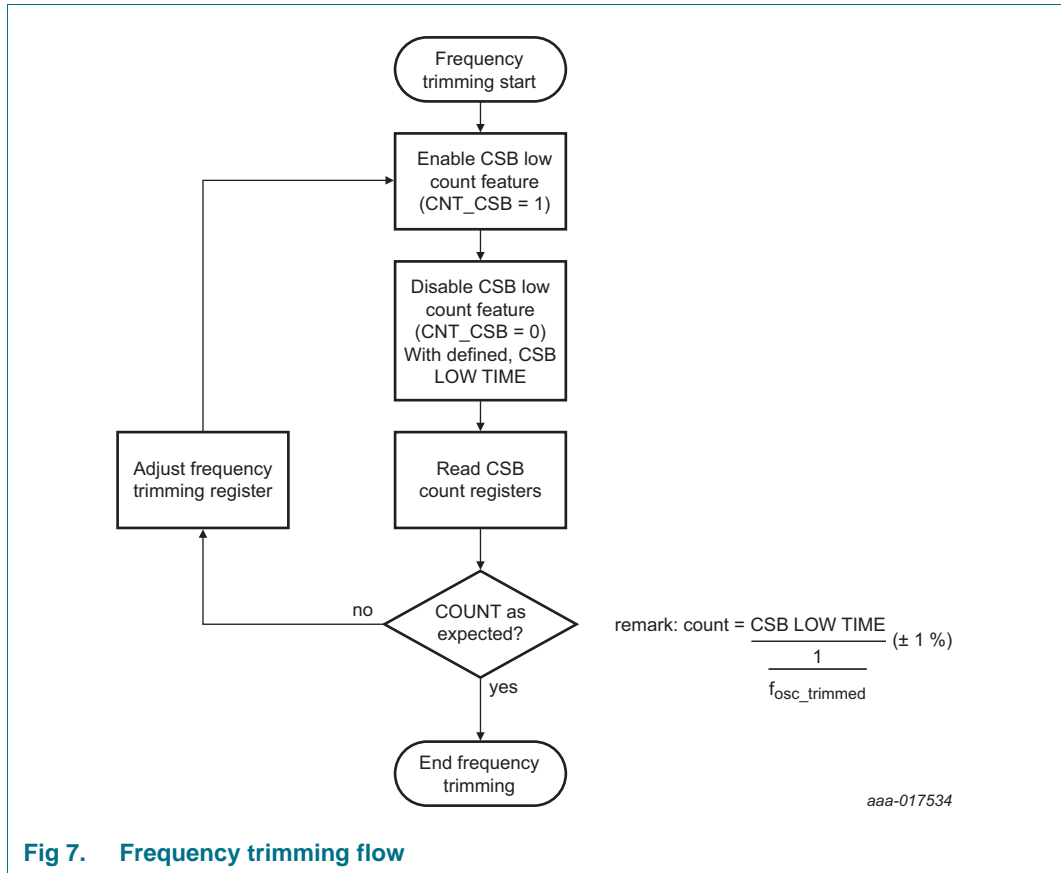 Frequency
trimming start
Enable CSB low
count feature
(CNT_CSB = 1)
Disable CSB low
count feature
(CNT_CSB = 0)
With defined, CSB
LOW TIME
Adjust frequency
trimming register
Read CSB
count registers
no
COUNT as
expected?
remark: count = CSB LOW TIME (± 1 %)
1
fosc_trimmed
yes
End frequency
trimming
aaa-017534
Fig 7. Frequency trimming flow